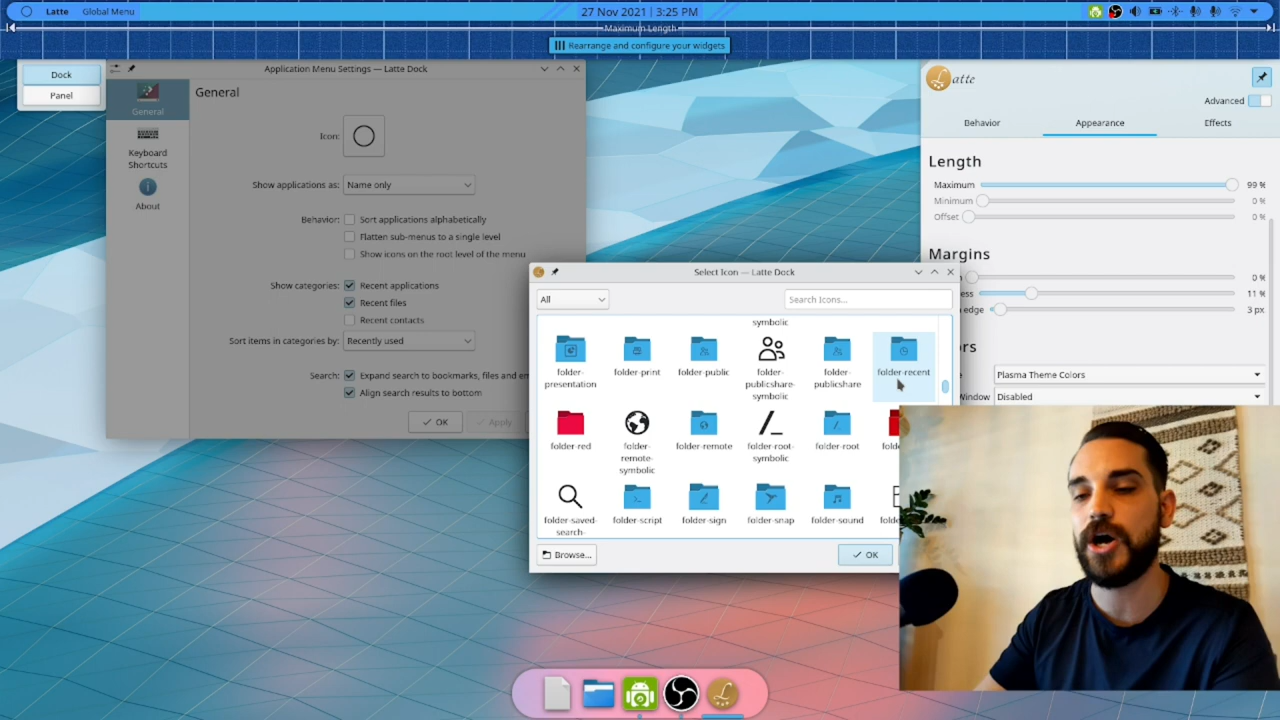 Latte
Global Menu
27 Nov 2021 | 3:25 PM
Maximum Length
Rearrange and configure your widgets
Dock
Panel
Application Menu Settings — Latte Dock
General
Keyboard
Shortcuts
About
General
Icon:
Show applications as:
Name only
Behavior:
Sort applications alphabetically
Flatten sub-menus to a single level
Show icons on the root level of the menu
Show categories:
Recent applications
Recent files
Recent contacts
Sort items in categories by:
Recently used
Search:
Expand search to bookmarks, files and em
Align search results to bottom
OK
Apply
Select Icon — Latte Dock
All
Search Icons...
symbolic
folder-
presentation
folder-print
folder-public
folder-
publicshare-
symbolic
folder-
publicshare
folder-recent
folder-red
folder-
remote-
symbolic
folder-remote
folder-root-
symbolic
folder-root
folde
folder-saved-
search-
folder-script
folder-sign
folder-snap
folder-sound
folde
Browse...
OK
Latte
Advanced
Behavior
Appearance
Effects
Length
Maximum
99 %
Minimum
0 %
Offset
0 %
Margins
0 %
ess
11 %
edge
3 px
ors
Plasma Theme Colors
Window
Disabled